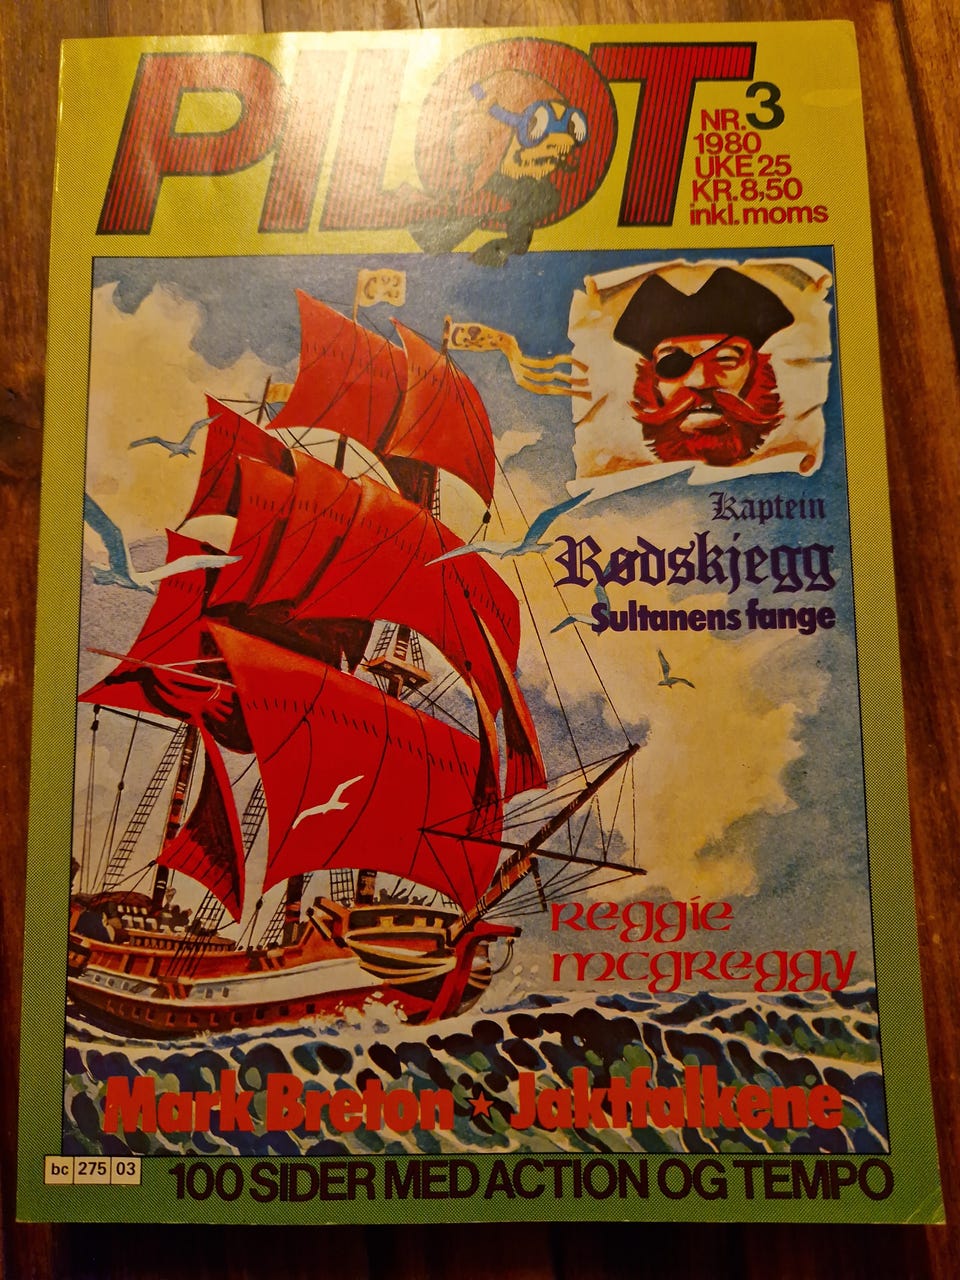 PILOT
NR. 3
1980
UKE 25
KR. 8,50
inkl. moms
Kaptein
Rødskjegg
Sultanens fange
Reggie
McGreggy
Mark Breton ★ Jaktfalkene
bc 275 03
100 SIDER MED ACTION OG TEMPO